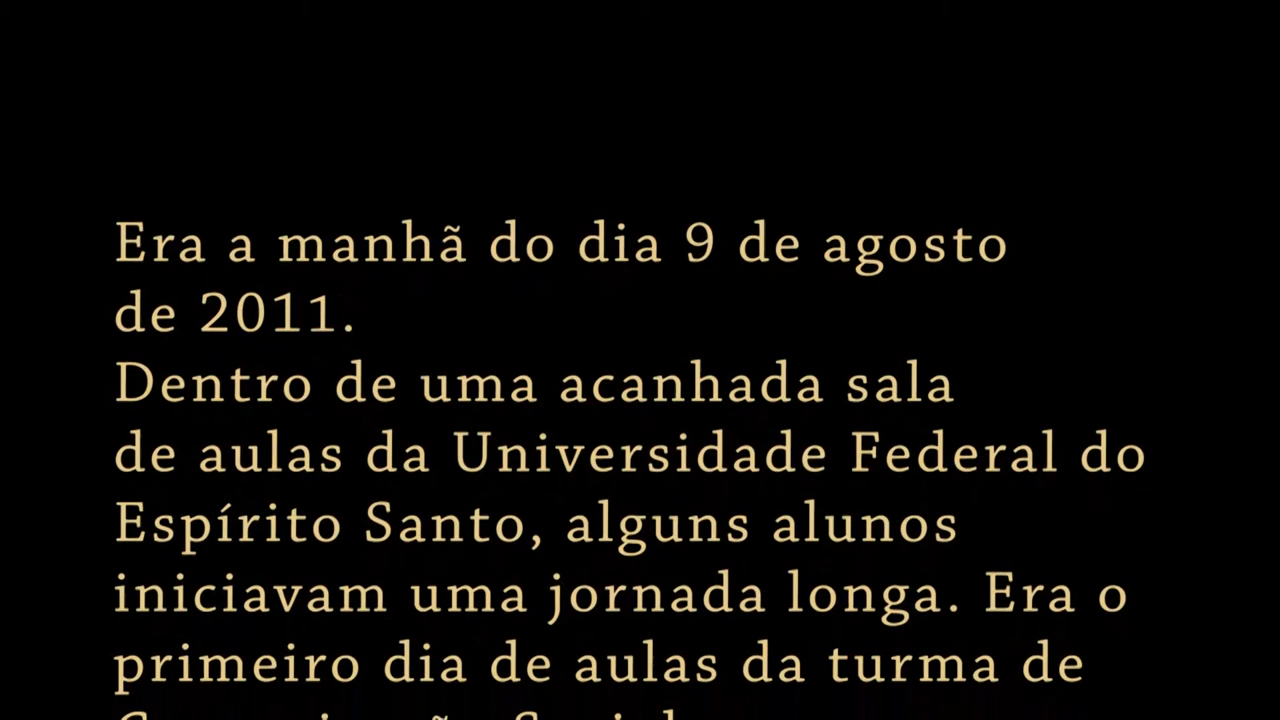 Era a manhã do dia 9 de agosto
de 2011.
Dentro de uma acanhada sala
de aulas da Universidade Federal do
Espírito Santo, alguns alunos
iniciavam uma jornada longa. Era o
primeiro dia de aulas da turma de